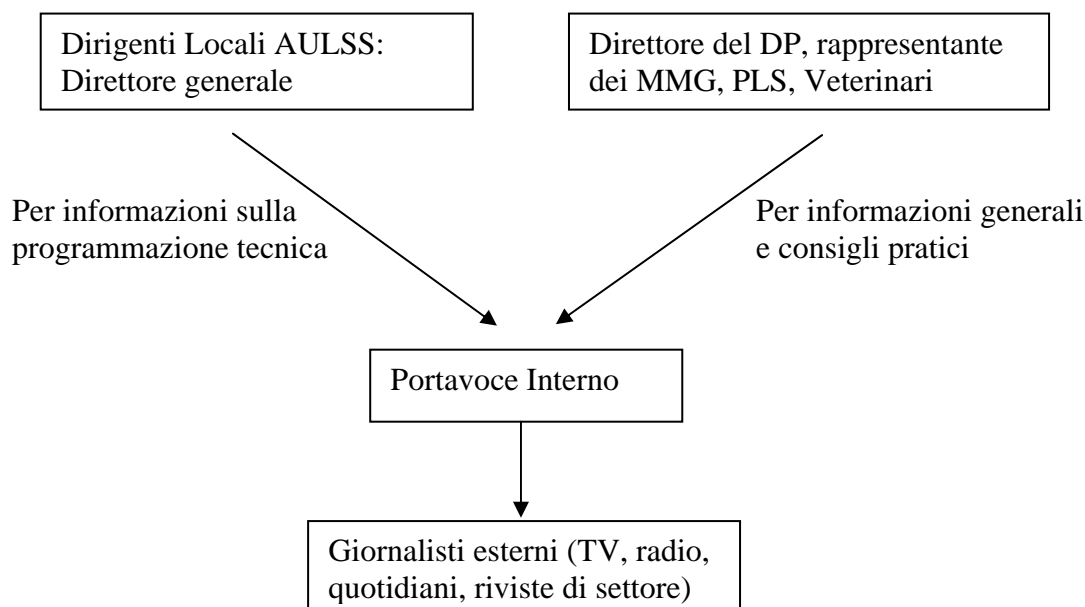 Dirigenti Locali AULSS:
Direttore generale
Direttore del DP, rappresentante
dei MMG, PLS, Veterinari
Per informazioni sulla
programmazione tecnica
Per informazioni generali
e consigli pratici
Portavoce Interno
Giornalisti esterni (TV, radio,
quotidiani, riviste di settore)